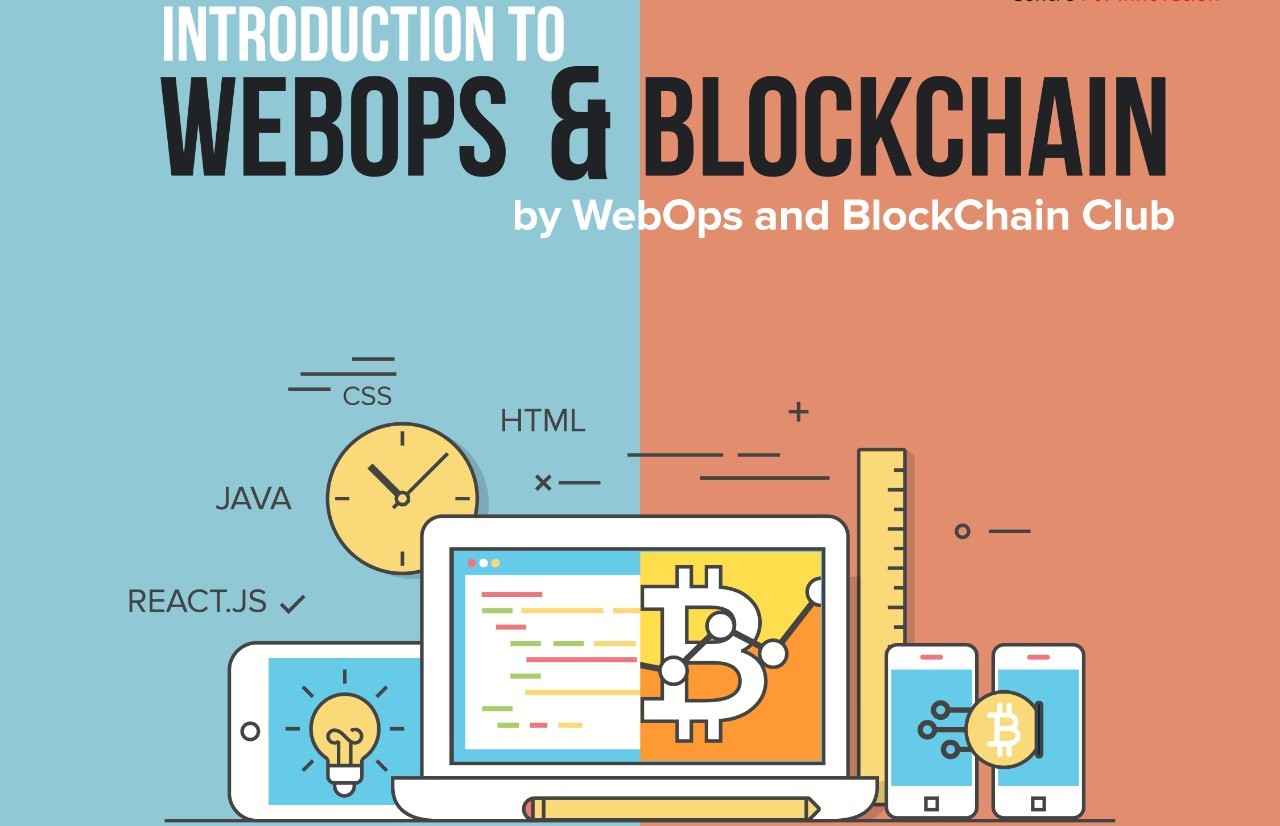 INTRODUCTION TO
WEBOPS & BLOCKCHAIN
by WebOps and BlockChain Club
CSS
HTML
JAVA
REACT.JS